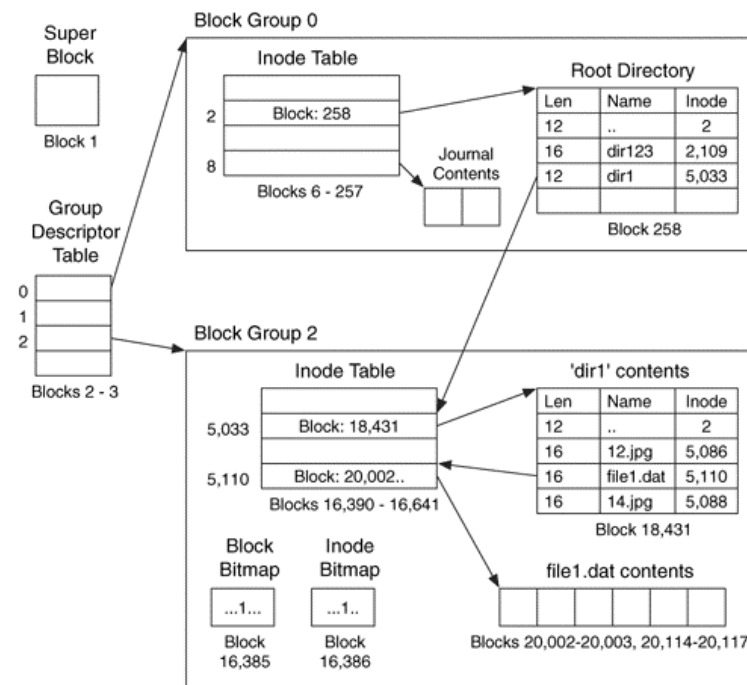 Super
Block
Block 1
Group
Descriptor
Table
0
1
2
Blocks 2 - 3
Block Group 0
Inode Table
2
Block: 258
8
Blocks 6 - 257
Journal
Contents
Root Directory
Len Name Inode
12 .. 2
16 dir123 2,109
12 dir1 5,033
Block 258
Block Group 2
Inode Table
5,033
Block: 18,431
5,110
Block: 20,002..
Blocks 16,390 - 16,641
'dir1' contents
Len Name Inode
12 .. 2
16 12.jpg 5,086
16 file1.dat 5,110
16 14.jpg 5,088
Block 18,431
Block
Bitmap
...1...
Block
16,385
Inode
Bitmap
...1..
Block
16,386
file1.dat contents
Blocks 20,002-20,003, 20,114-20,117